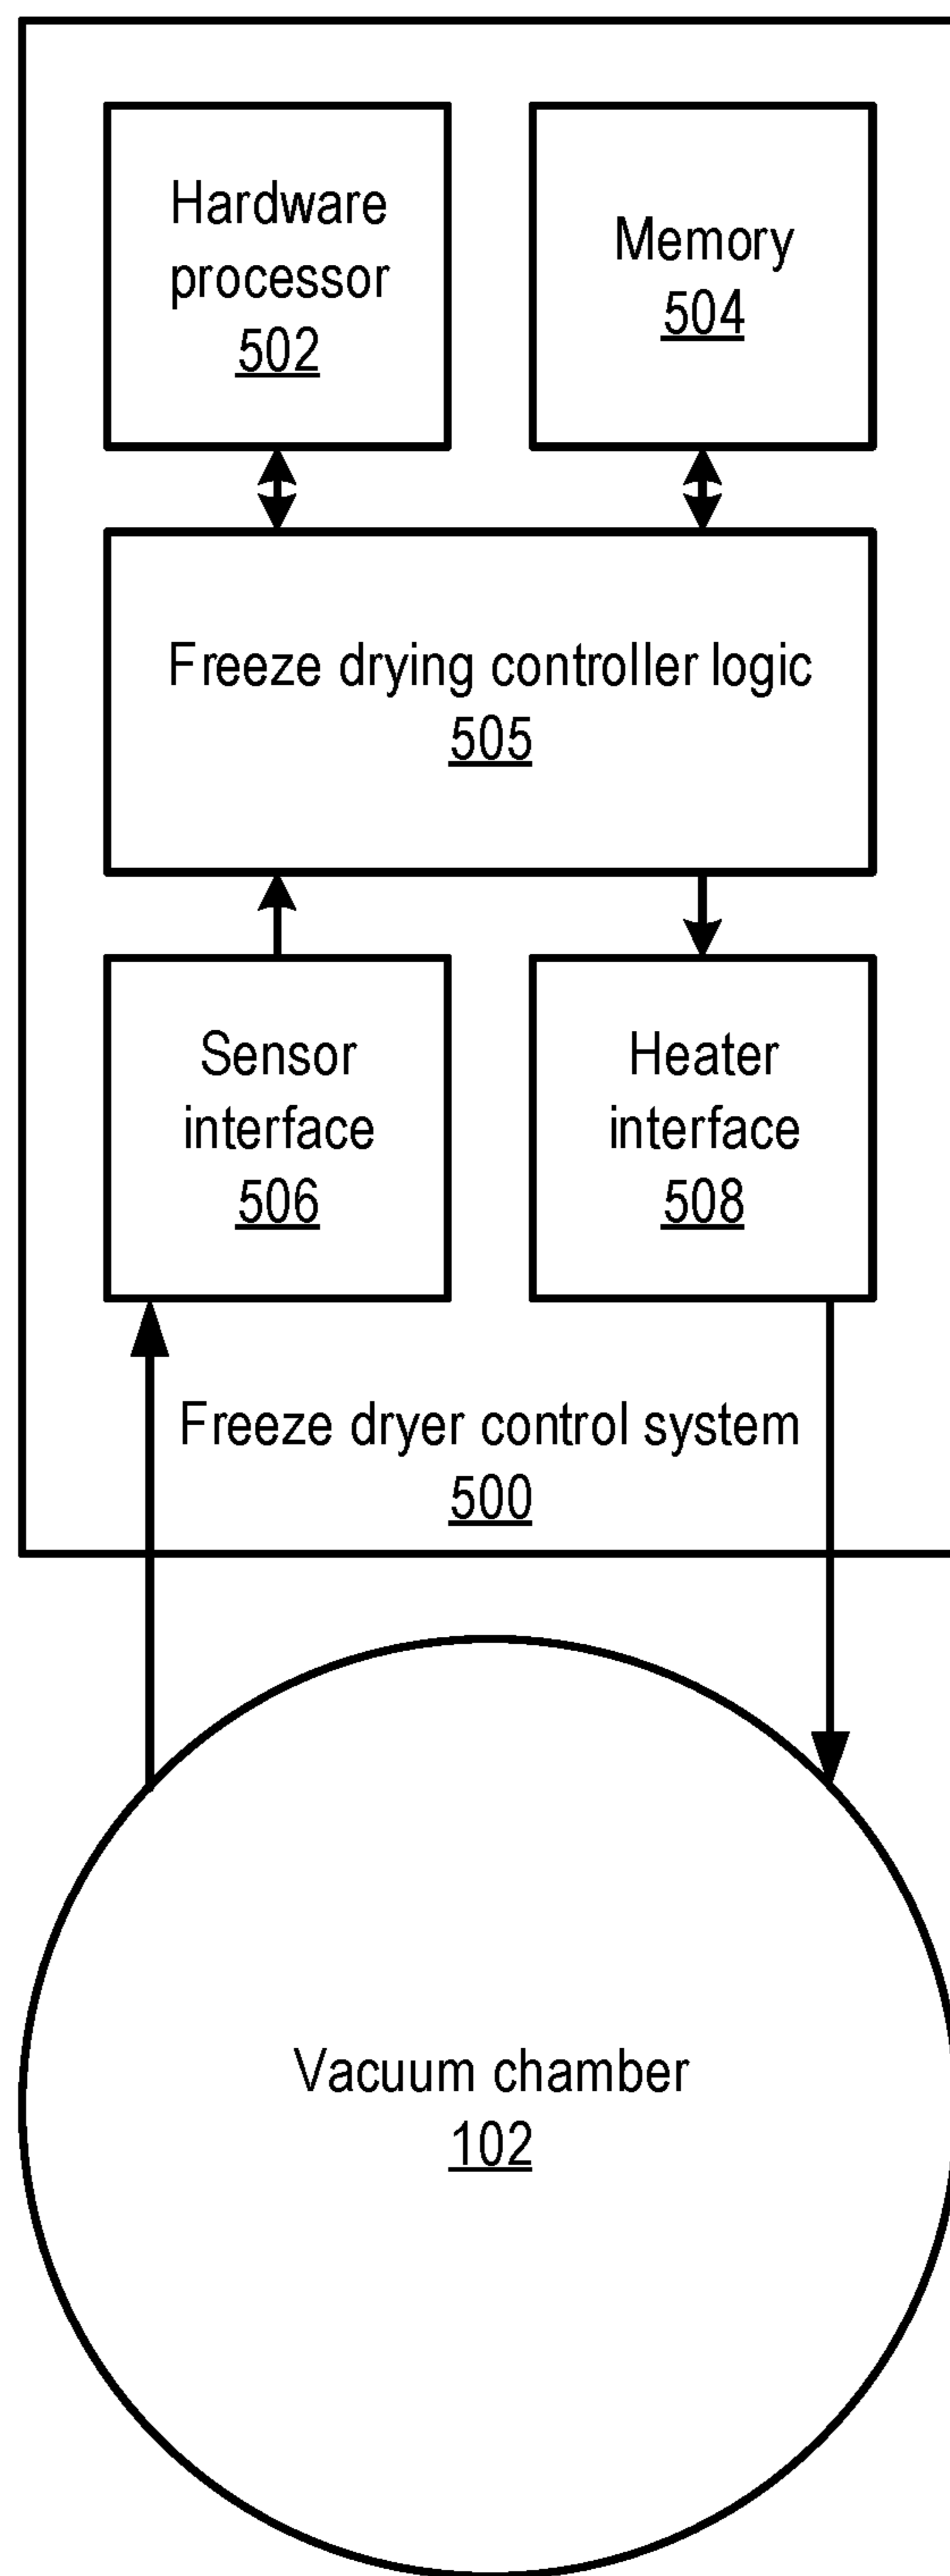 Hardware
processor
502
Memory
504
Freeze drying controller logic
505
Sensor
interface
506
Heater
interface
508
Freeze dryer control system
500
Vacuum chamber
102